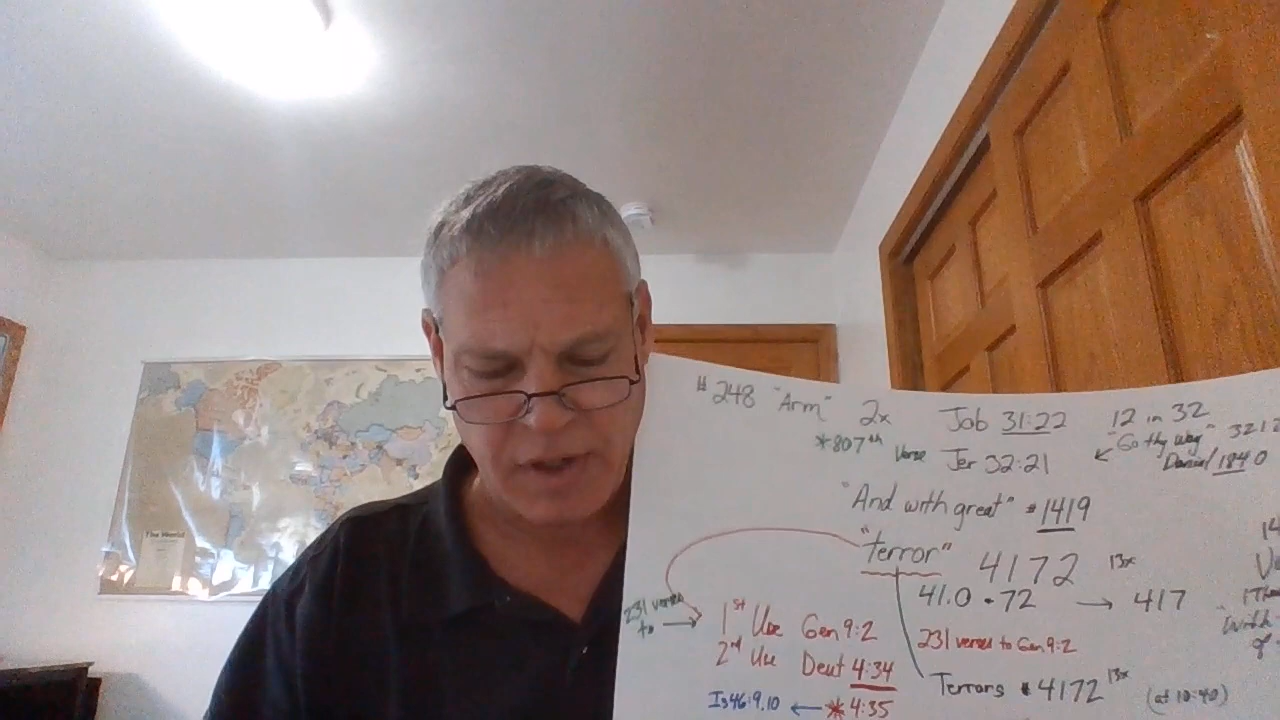 The World
#248 "Arm" 2x Job 31:22 12 in 32
*807th Verse Jer 32:21 "Go thy way" 3212
Daniel 1840
"And with great" #1419
"terror" 4172 13x
41.0 • 72 → 417
231 verses to → 1st Use Gen 9:2
231 verses to Gen 9:2
2nd Use Deut 4:34
Terrors #4172 13x (at 10:40)
Is 46:9,10 ← * 4:35